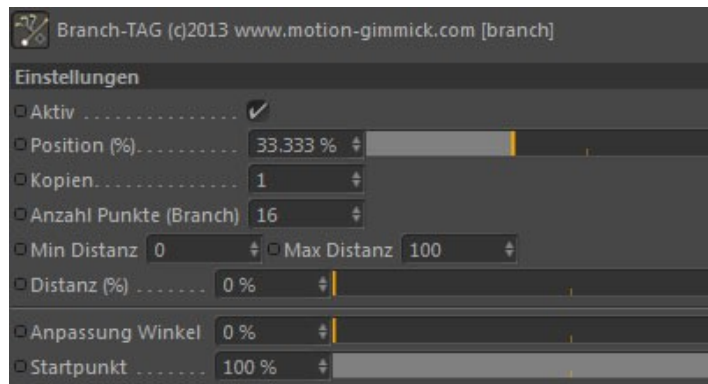 Branch-TAG (c)2013 www.motion-gimmick.com [branch]
Einstellungen
Aktiv . . . . . . . . . . . . . . .
Position (%). . . . . . . . . . 33.333 %
Kopien. . . . . . . . . . . . . . 1
Anzahl Punkte (Branch) 16
Min Distanz 0 Max Distanz 100
Distanz (%) . . . . . . . 0 %
Anpassung Winkel 0 %
Startpunkt . . . . . . . 100 %